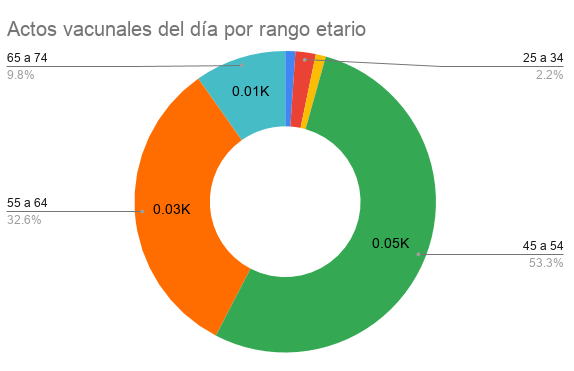 Actos vacunales del día por rango etario
65 a 74
9.8%
25 a 34
2.2%
0.01K
55 a 64
32.6%
0.03K
0.05K
45 a 54
53.3%